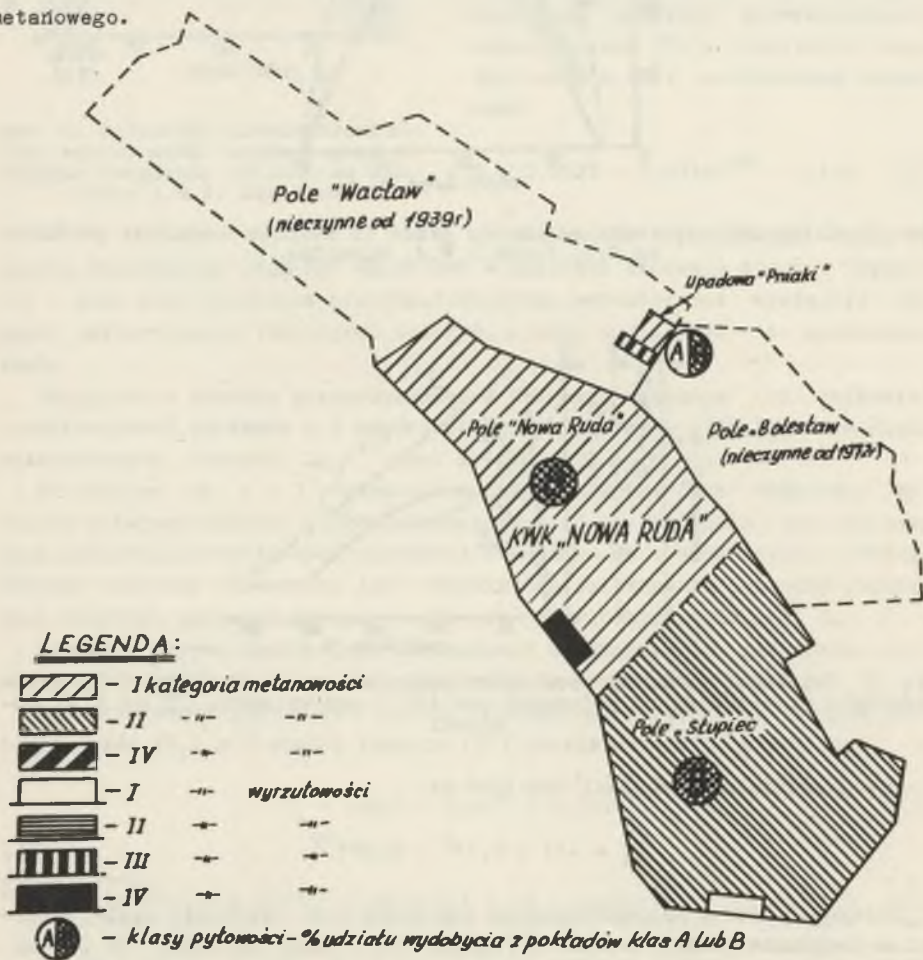 metanowego.
Pole "Wacław"
(nieczynne od 1939r)
Upadowa "Pniaki"
A
Pole "Nowa Ruda"
Pole „Bolesław
(nieczynne od 1972r)
KWK „NOWA RUDA"
Pole „Słupiec
LEGENDA:
- I kategoria metanowości
- II -"- -"-
- IV -"- -"-
- I -"- wyrzutowości
- II -"- -"-
- III -"- -"-
- IV -"- -"-
A - klasy pyłowości - % udziału wydobycia z pokładów klas A lub B